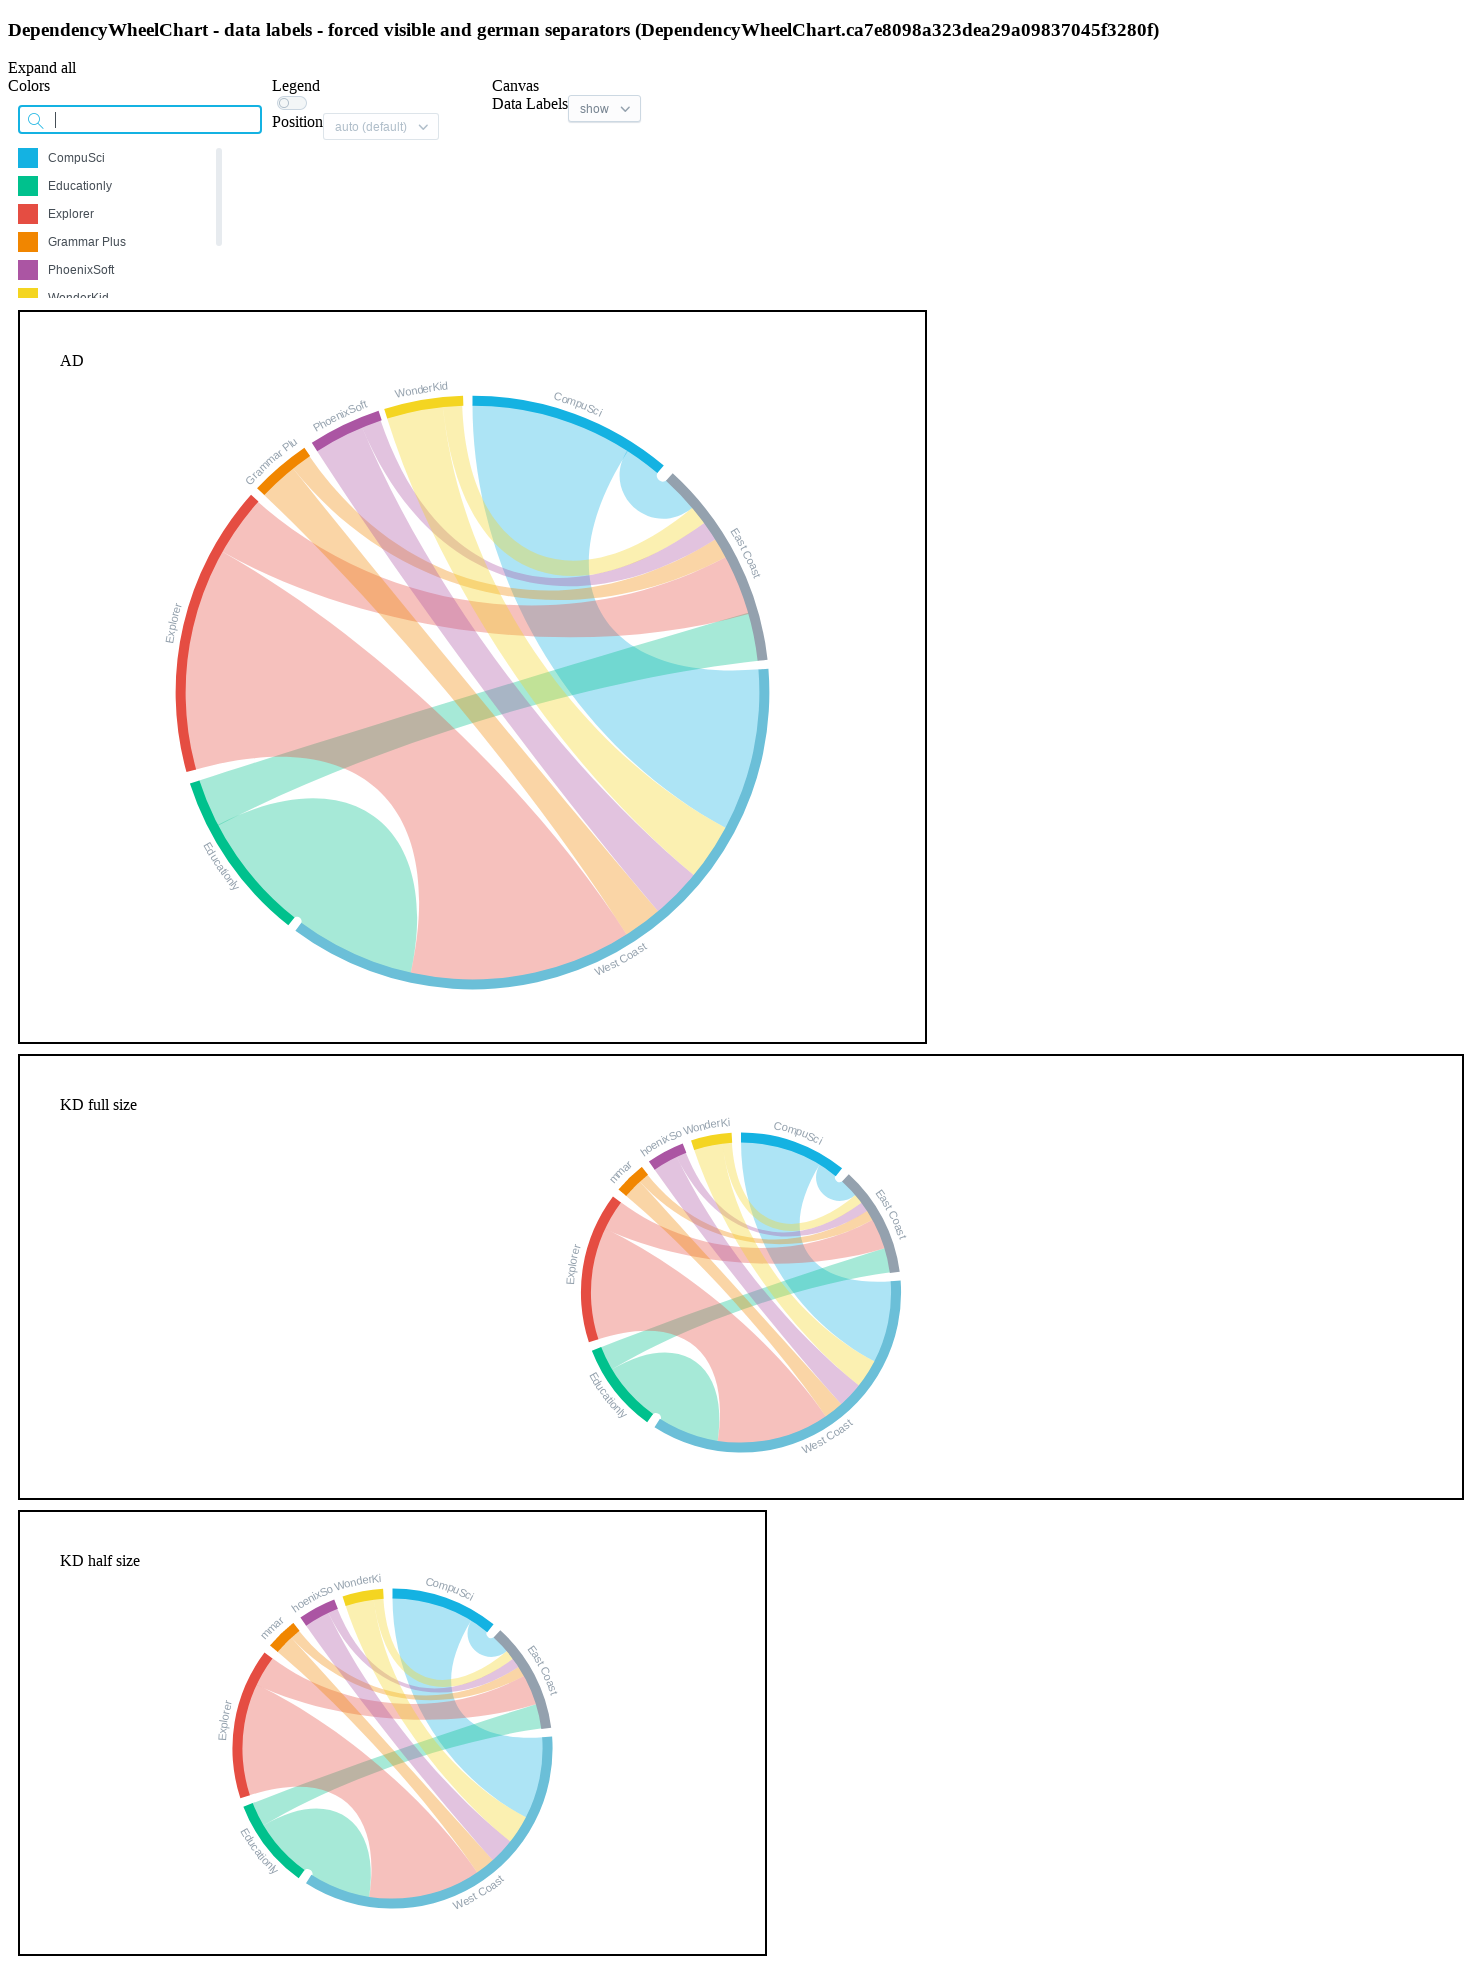 DependencyWheelChart - data labels - forced visible and german separators (DependencyWheelChart.ca7e8098a323dea29a09837045f3280f)
Expand all
Colors
Legend
Canvas
Data Labels
show
Position
auto (default)
CompuSci
Educationly
Explorer
Grammar Plus
PhoenixSoft
WonderKid
AD
WonderKid
CompuSci
PhoenixSoft
Grammar Plu
East Coast
Explorer
Educationly
West Coast
KD full size
WonderKi
CompuSci
hoenixSo
mmar
East Coast
Explorer
Educationly
West Coast
KD half size
WonderKi
CompuSci
hoenixSo
mmar
East Coast
Explorer
Educationly
West Coast